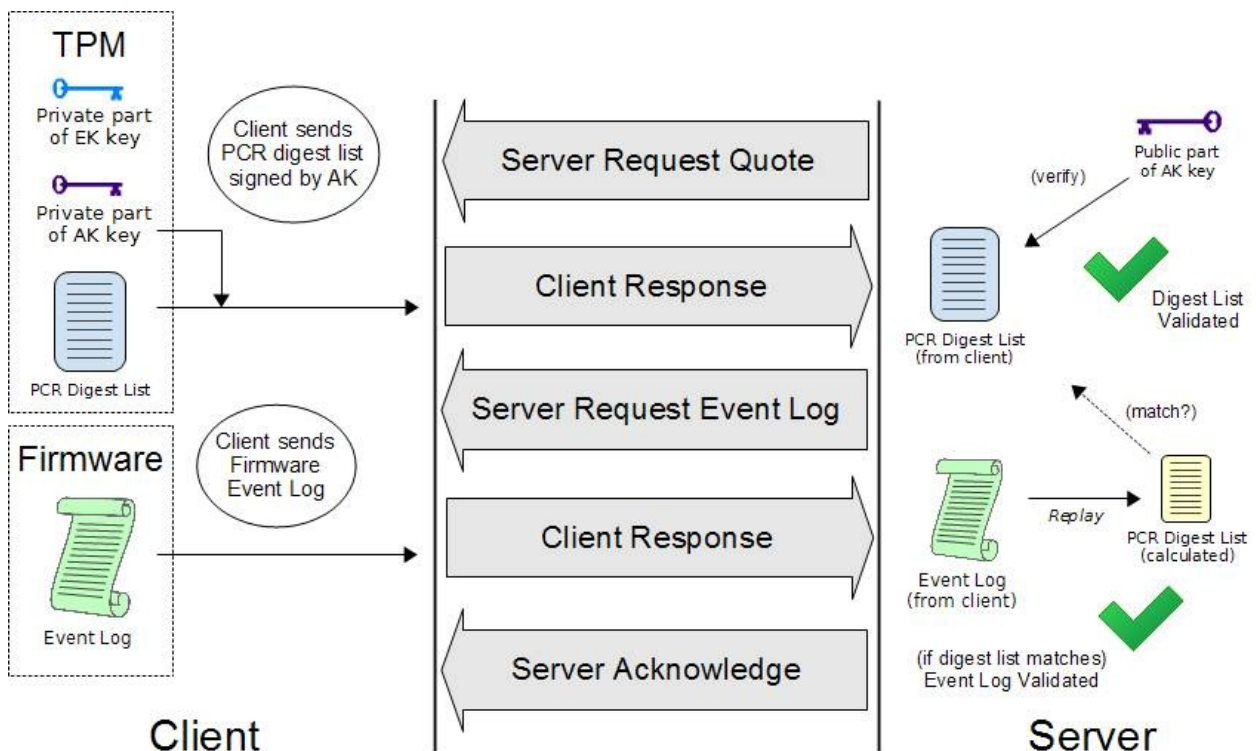 TPM
Private part
of EK key
Private part
of AK key
PCR Digest List
Client sends
PCR digest list
signed by AK
Firmware
Event Log
Client sends
Firmware
Event Log
Client
Server Request Quote
Client Response
Server Request Event Log
Client Response
Server Acknowledge
Public part
of AK key
(verify)
PCR Digest List
(from client)
Digest List
Validated
(match?)
Event Log
(from client)
Replay
PCR Digest List
(calculated)
(if digest list matches)
Event Log Validated
Server